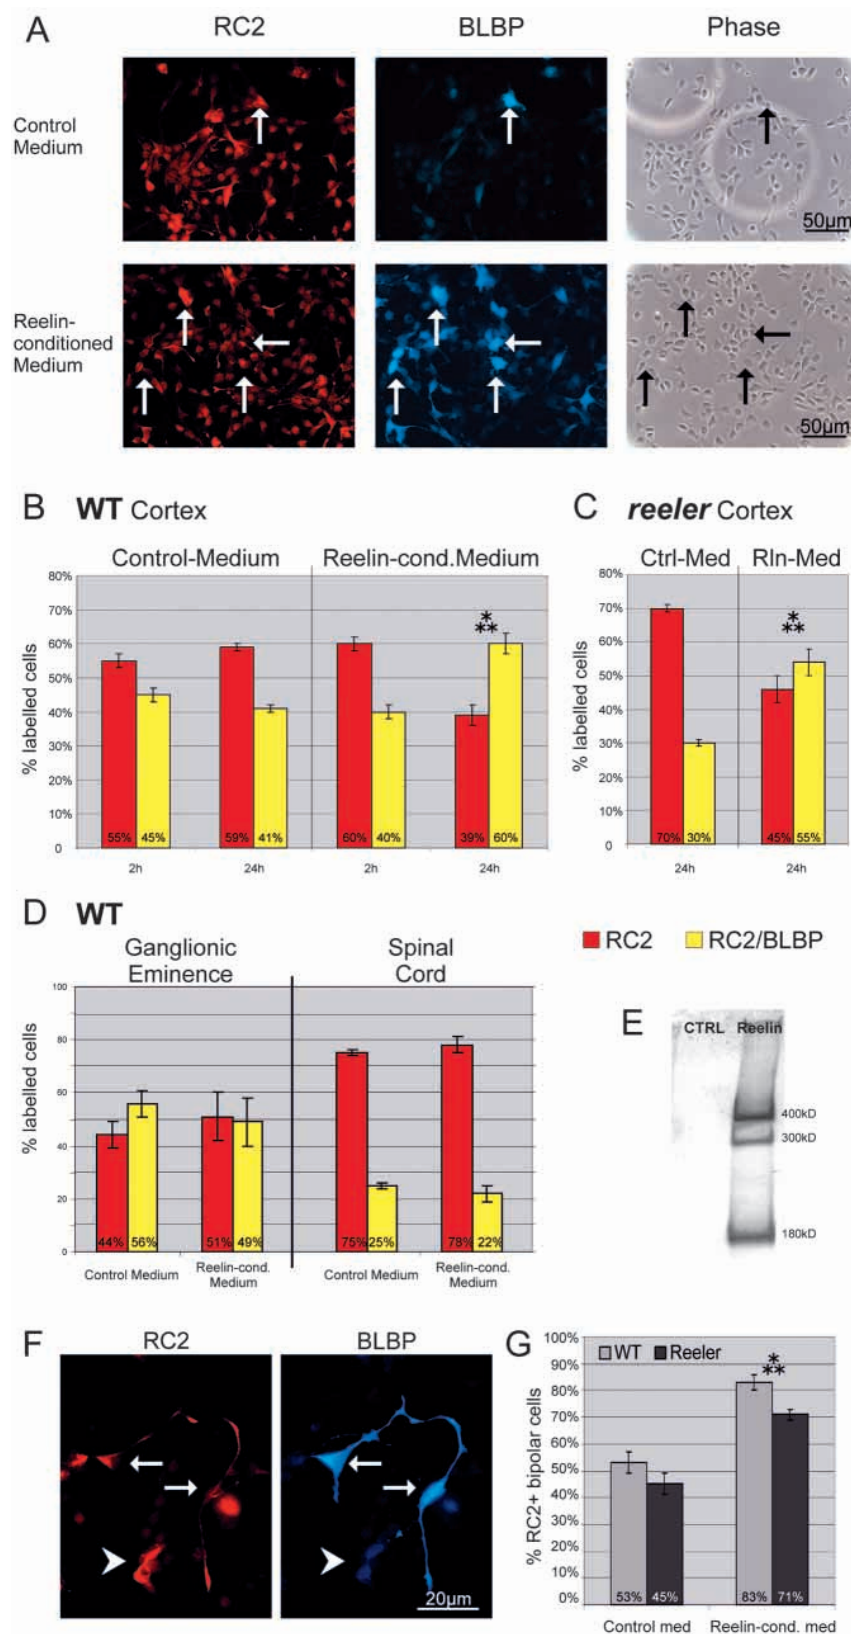 A
RC2 BLBP Phase
Control
Medium
50µm
Reelin-
conditioned
Medium
50µm
B WT Cortex
Control-Medium Reelin-cond.Medium
80%
70%
60%
50%
40%
30%
20%
10%
0
% labelled cells
* **
55% 45% 59% 41% 60% 40% 39% 60%
2h 24h 2h 24h
C reeler Cortex
Ctrl-Med Rln-Med
80%
70%
60%
50%
40%
30%
20%
10%
0
% labelled cells
* **
70% 30% 45% 55%
24h 24h
D WT
Ganglionic
Eminence
Spinal
Cord
100
80
60
40
20
0
% labelled cells
44% 56% 51% 49% 75% 25% 78% 22%
Control Medium Reelin-cond.
Medium
Control Medium Reelin-cond.
Medium
RC2 RC2/BLBP
E
CTRL Reelin
400kD
300kD
180kD
F
RC2 BLBP
20µm
G
100%
90%
80%
70%
60%
50%
40%
30%
20%
10%
0%
% RC2+ bipolar cells
WT Reeler
* **
53% 45% 83% 71%
Control med Reelin-cond. med